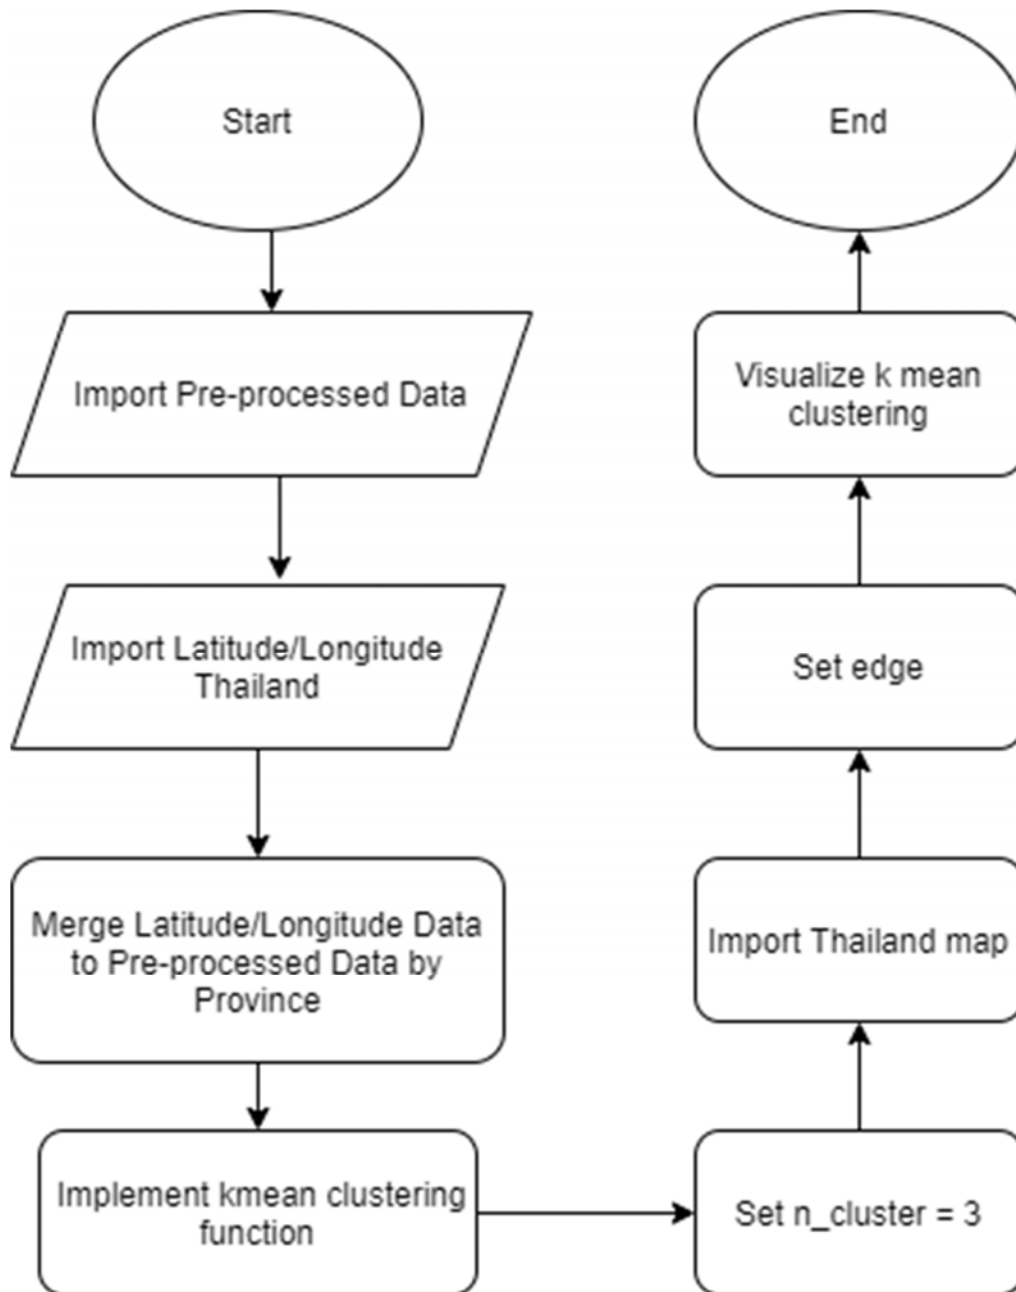 Start
Import Pre-processed Data
Import Latitude/Longitude
Thailand
Merge Latitude/Longitude Data
to Pre-processed Data by
Province
Implement kmean clustering
function
Set n_cluster = 3
Import Thailand map
Set edge
Visualize k mean
clustering
End